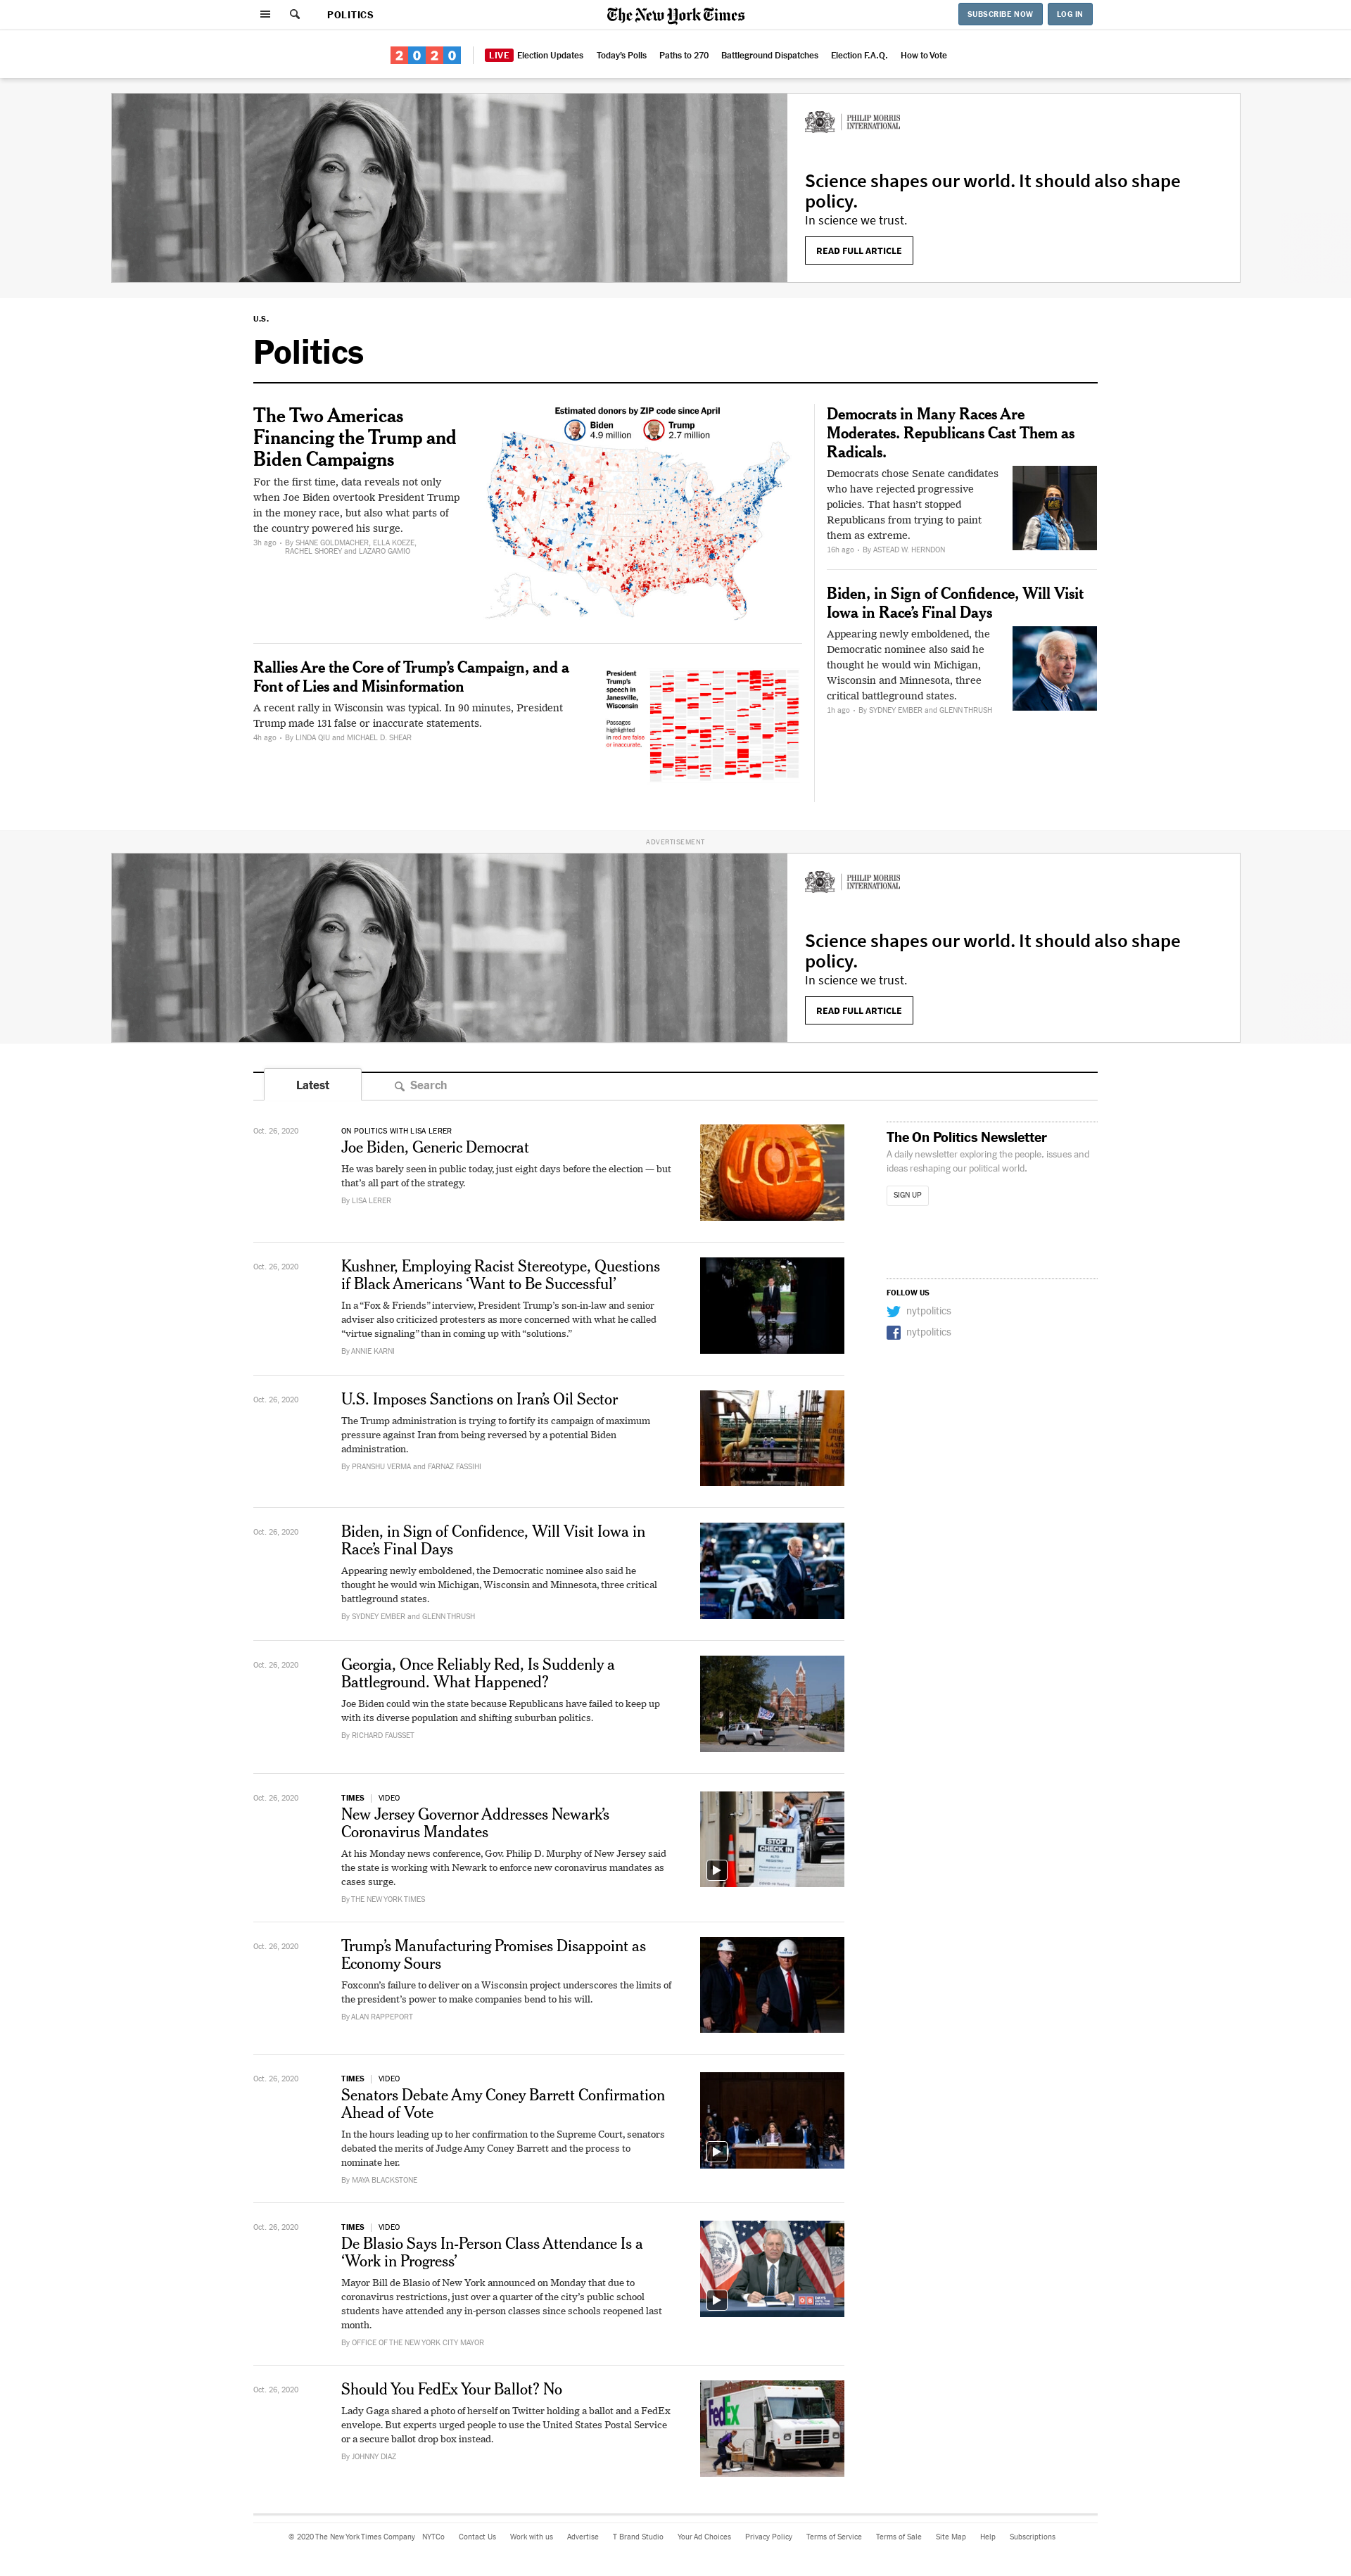 POLITICS
The New York Times
SUBSCRIBE NOW
LOG IN
2020
LIVE Election Updates
Today's Polls
Paths to 270
Battleground Dispatches
Election F.A.Q.
How to Vote
PHILIP MORRIS
INTERNATIONAL
Science shapes our world. It should also shape
policy.
In science we trust.
READ FULL ARTICLE
U.S.
Politics
The Two Americas
Financing the Trump and
Biden Campaigns
For the first time, data reveals not only
when Joe Biden overtook President Trump
in the money race, but also what parts of
the country powered his surge.
3h ago · By SHANE GOLDMACHER, ELLA KOEZE,
RACHEL SHOREY and LAZARO GAMIO
Estimated donors by ZIP code since April
Biden
4.9 million
Trump
2.7 million
Rallies Are the Core of Trump’s Campaign, and a
Font of Lies and Misinformation
A recent rally in Wisconsin was typical. In 90 minutes, President
Trump made 131 false or inaccurate statements.
4h ago · By LINDA QIU and MICHAEL D. SHEAR
President
Trump’s
speech in
Janesville,
Wisconsin
Passages
highlighted
in red are false
or inaccurate.
Democrats in Many Races Are
Moderates. Republicans Cast Them as
Radicals.
Democrats chose Senate candidates
who have rejected progressive
policies. That hasn’t stopped
Republicans from trying to paint
them as extreme.
16h ago · By ASTEAD W. HERNDON
Biden, in Sign of Confidence, Will Visit
Iowa in Race’s Final Days
Appearing newly emboldened, the
Democratic nominee also said he
thought he would win Michigan,
Wisconsin and Minnesota, three
critical battleground states.
1h ago · By SYDNEY EMBER and GLENN THRUSH
ADVERTISEMENT
PHILIP MORRIS
INTERNATIONAL
Science shapes our world. It should also shape
policy.
In science we trust.
READ FULL ARTICLE
Latest
Search
Oct. 26, 2020
ON POLITICS WITH LISA LERER
Joe Biden, Generic Democrat
He was barely seen in public today, just eight days before the election — but
that’s all part of the strategy.
By LISA LERER
JOE
The On Politics Newsletter
A daily newsletter exploring the people, issues and
ideas reshaping our political world.
SIGN UP
FOLLOW US
nytpolitics
nytpolitics
Oct. 26, 2020
Kushner, Employing Racist Stereotype, Questions
if Black Americans ‘Want to Be Successful’
In a “Fox & Friends” interview, President Trump’s son-in-law and senior
adviser also criticized protesters as more concerned with what he called
“virtue signaling” than in coming up with “solutions.”
By ANNIE KARNI
Oct. 26, 2020
U.S. Imposes Sanctions on Iran’s Oil Sector
The Trump administration is trying to fortify its campaign of maximum
pressure against Iran from being reversed by a potential Biden
administration.
By PRANSHU VERMA and FARNAZ FASSIHI
Oct. 26, 2020
Biden, in Sign of Confidence, Will Visit Iowa in
Race’s Final Days
Appearing newly emboldened, the Democratic nominee also said he
thought he would win Michigan, Wisconsin and Minnesota, three critical
battleground states.
By SYDNEY EMBER and GLENN THRUSH
Oct. 26, 2020
Georgia, Once Reliably Red, Is Suddenly a
Battleground. What Happened?
Joe Biden could win the state because Republicans have failed to keep up
with its diverse population and shifting suburban politics.
By RICHARD FAUSSET
Oct. 26, 2020
TIMES | VIDEO
New Jersey Governor Addresses Newark’s
Coronavirus Mandates
At his Monday news conference, Gov. Philip D. Murphy of New Jersey said
the state is working with Newark to enforce new coronavirus mandates as
cases surge.
By THE NEW YORK TIMES
STOP
CHECK IN
Oct. 26, 2020
Trump’s Manufacturing Promises Disappoint as
Economy Sours
Foxconn’s failure to deliver on a Wisconsin project underscores the limits of
the president’s power to make companies bend to his will.
By ALAN RAPPEPORT
Oct. 26, 2020
TIMES | VIDEO
Senators Debate Amy Coney Barrett Confirmation
Ahead of Vote
In the hours leading up to her confirmation to the Supreme Court, senators
debated the merits of Judge Amy Coney Barrett and the process to
nominate her.
By MAYA BLACKSTONE
Oct. 26, 2020
TIMES | VIDEO
De Blasio Says In-Person Class Attendance Is a
‘Work in Progress’
Mayor Bill de Blasio of New York announced on Monday that due to
coronavirus restrictions, just over a quarter of the city’s public school
students have attended any in-person classes since schools reopened last
month.
By OFFICE OF THE NEW YORK CITY MAYOR
Oct. 26, 2020
Should You FedEx Your Ballot? No
Lady Gaga shared a photo of herself on Twitter holding a ballot and a FedEx
envelope. But experts urged people to use the United States Postal Service
or a secure ballot drop box instead.
By JOHNNY DIAZ
FedEx
© 2020 The New York Times Company
NYTCo
Contact Us
Work with us
Advertise
T Brand Studio
Your Ad Choices
Privacy Policy
Terms of Service
Terms of Sale
Site Map
Help
Subscriptions